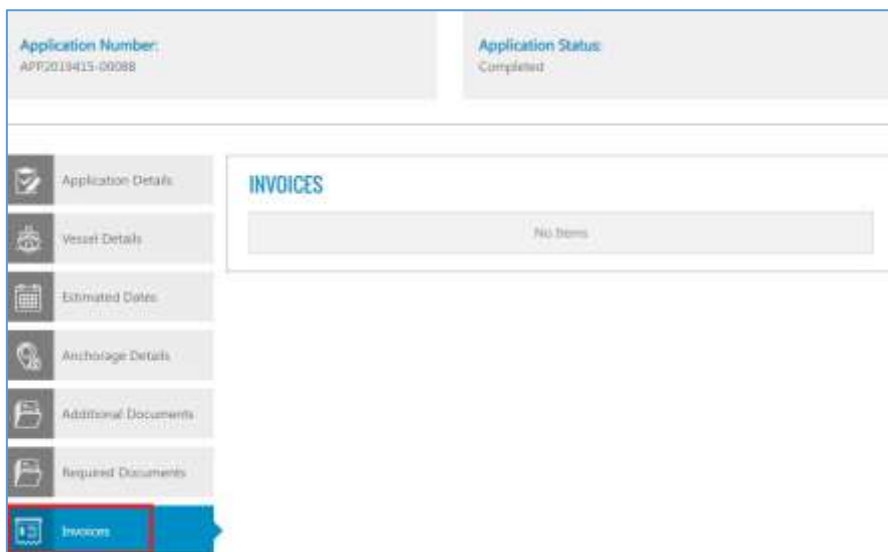 Application Number:
APP2019415-00088
Application Status:
Completed
Application Details
Vessel Details
Estimated Dates
Anchorage Details
Additional Documents
Required Documents
Invoices
INVOICES
No Items